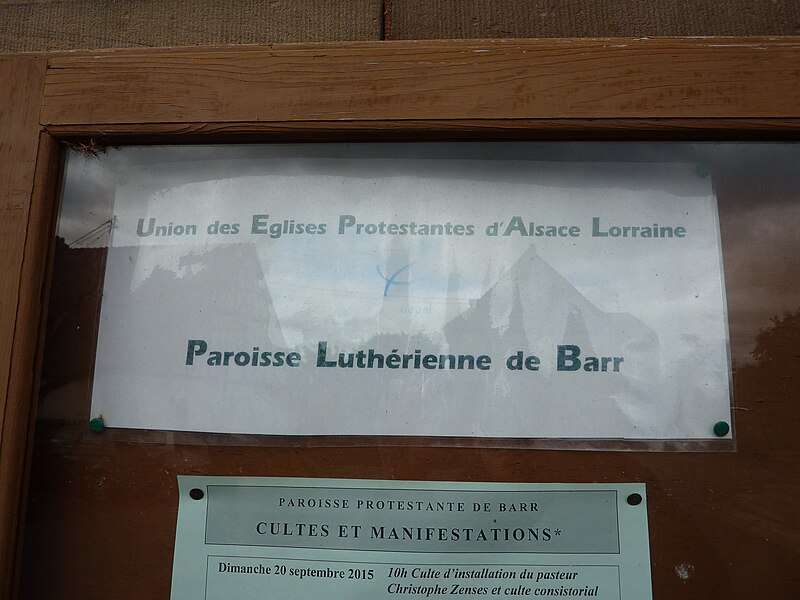 Union des Eglises Protestantes d'Alsace Lorraine
uepal
Paroisse Luthérienne de Barr
PAROISSE PROTESTANTE DE BARR
CULTES ET MANIFESTATIONS*
Dimanche 20 septembre 2015 10h Culte d'installation du pasteur
Christophe Zenses et culte consistorial